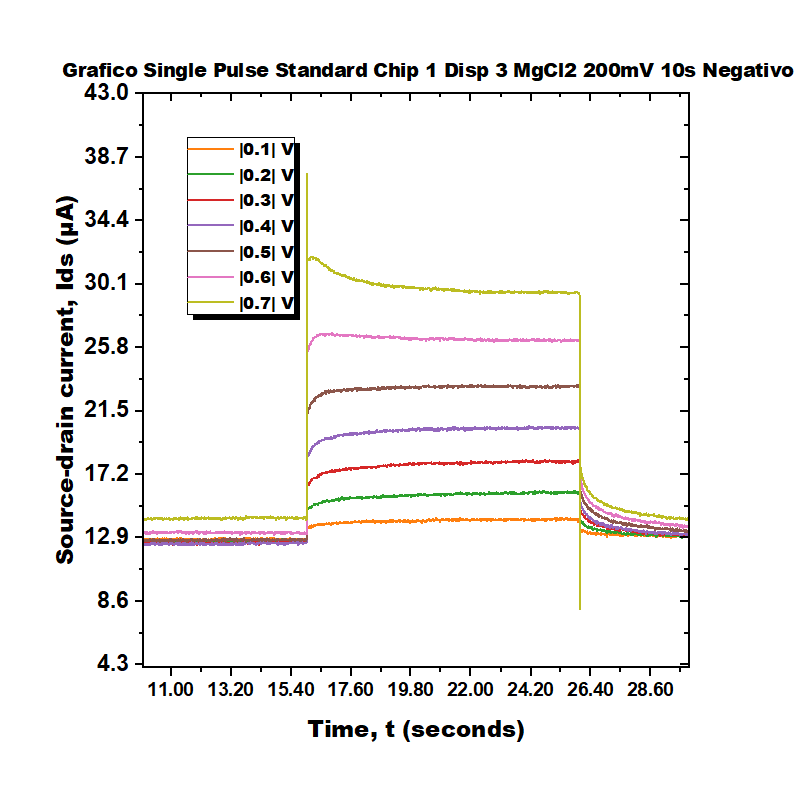 Grafico Single Pulse Standard Chip 1 Disp 3 MgCl2 200mV 10s Negativo
43.0
38.7
34.4
30.1
25.8
21.5
17.2
12.9
8.6
4.3
Source-drain current, Ids (µA)
|0.1| V
|0.2| V
|0.3| V
|0.4| V
|0.5| V
|0.6| V
|0.7| V
11.00 13.20 15.40 17.60 19.80 22.00 24.20 26.40 28.60
Time, t (seconds)